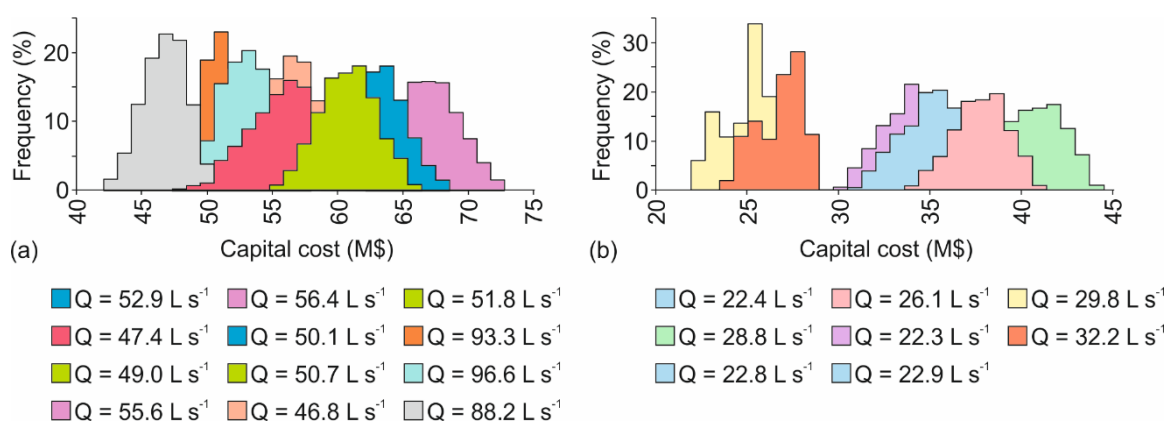 Frequency (%)
20
10
0
40
45
50
55
60
65
70
75
(a)
Capital cost (M$)
Q = 52.9 L s⁻¹
Q = 56.4 L s⁻¹
Q = 51.8 L s⁻¹
Q = 47.4 L s⁻¹
Q = 50.1 L s⁻¹
Q = 93.3 L s⁻¹
Q = 49.0 L s⁻¹
Q = 50.7 L s⁻¹
Q = 96.6 L s⁻¹
Q = 55.6 L s⁻¹
Q = 46.8 L s⁻¹
Q = 88.2 L s⁻¹
Frequency (%)
30
20
10
0
20
25
30
35
40
45
(b)
Capital cost (M$)
Q = 22.4 L s⁻¹
Q = 26.1 L s⁻¹
Q = 29.8 L s⁻¹
Q = 28.8 L s⁻¹
Q = 22.3 L s⁻¹
Q = 32.2 L s⁻¹
Q = 22.8 L s⁻¹
Q = 22.9 L s⁻¹